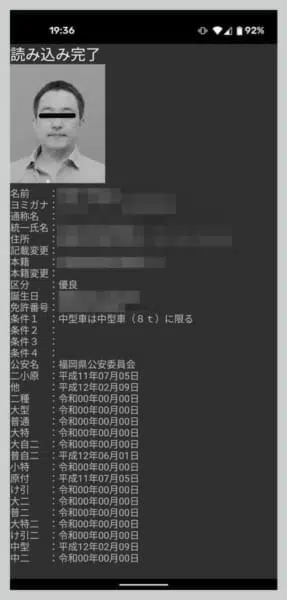 19:36
92%
読み込み完了
名前 :
ヨミガナ :
通称名 :
統一氏名 :
住所 :
記載変更 :
本籍 :
本籍変更 :
区分 : 優良
誕生日 :
免許番号 :
条件1 : 中型車は中型車(8t)に限る
条件2 :
条件3 :
条件4 :
公安名 : 福岡県公安委員会
二小原 : 平成11年07月05日
他 : 平成12年02月09日
二種 : 令和00年00月00日
大型 : 令和00年00月00日
普通 : 令和00年00月00日
大特 : 令和00年00月00日
大自二 : 令和00年00月00日
普自二 : 平成12年06月01日
小特 : 令和00年00月00日
原付 : 平成11年07月05日
け引 : 令和00年00月00日
大二 : 令和00年00月00日
普二 : 令和00年00月00日
大特二 : 令和00年00月00日
け引二 : 令和00年00月00日
中型 : 平成12年02月09日
中二 : 令和00年00月00日